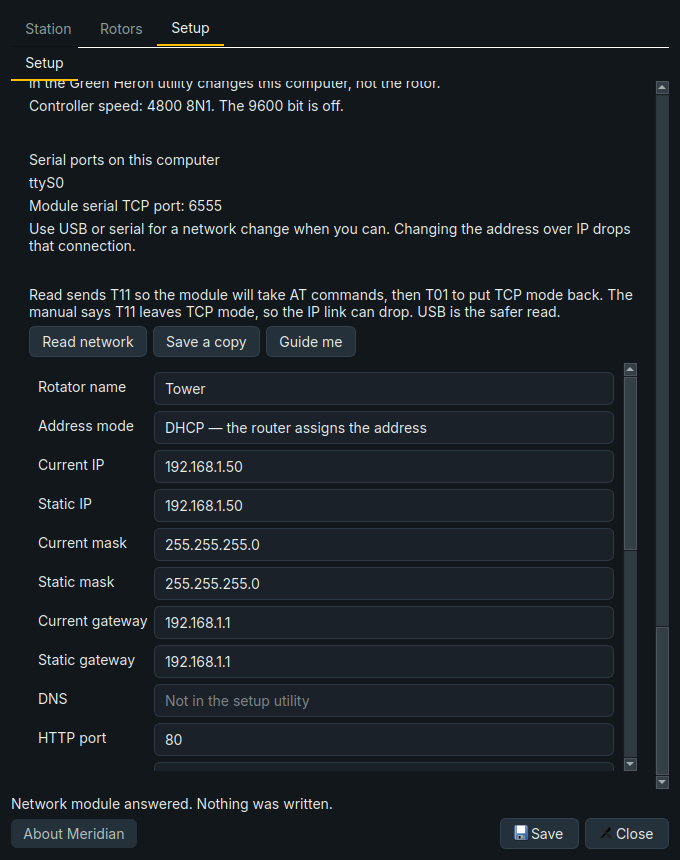 Station
Rotors
Setup
Setup
in the Green Heron utility changes this computer, not the rotor.
Controller speed: 4800 8N1. The 9600 bit is off.
Serial ports on this computer
ttyS0
Module serial TCP port: 6555
Use USB or serial for a network change when you can. Changing the address over IP drops
that connection.
Read sends T11 so the module will take AT commands, then T01 to put TCP mode back. The
manual says T11 leaves TCP mode, so the IP link can drop. USB is the safer read.
Read network
Save a copy
Guide me
Rotator name
Tower
Address mode
DHCP — the router assigns the address
Current IP
192.168.1.50
Static IP
192.168.1.50
Current mask
255.255.255.0
Static mask
255.255.255.0
Current gateway
192.168.1.1
Static gateway
192.168.1.1
DNS
Not in the setup utility
HTTP port
80
Network module answered. Nothing was written.
About Meridian
Save
Close